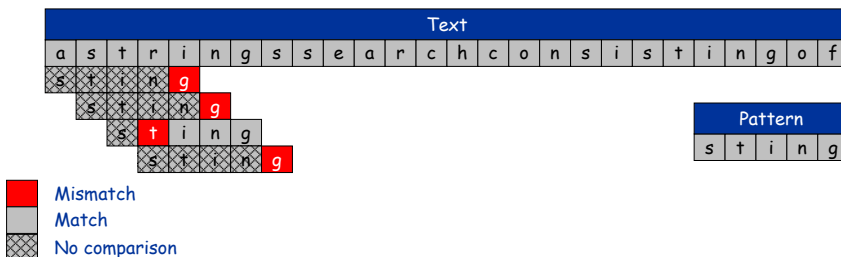 Text
a s t r i n g s s e a r c h c o n s i s t i n g o f
s t i n g
s t i n g
Pattern
s t i n g
s t i n g
s t i n g
Mismatch
Match
No comparison